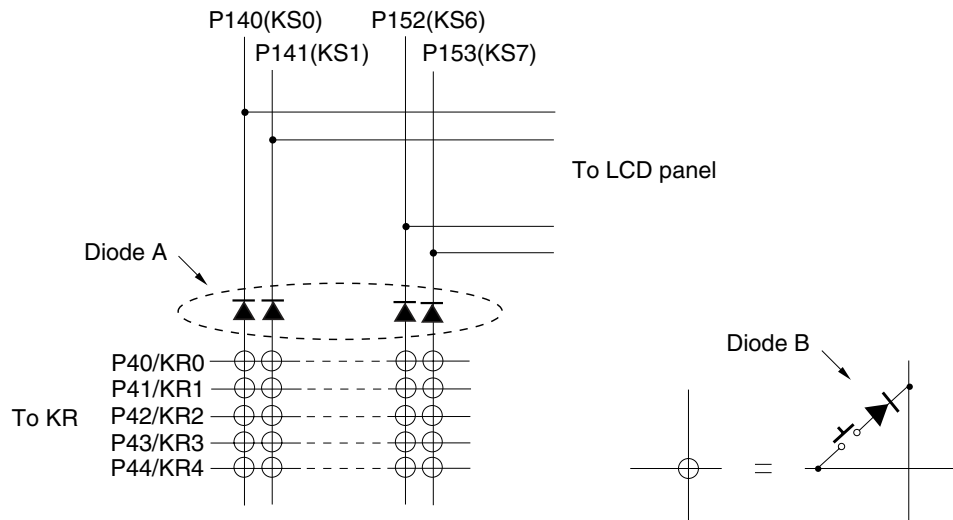 P140(KS0)
P152(KS6)
P141(KS1)
P153(KS7)
To LCD panel
Diode A
Diode B
P40/KR0
P41/KR1
To KR
P42/KR2
P43/KR3
P44/KR4
=